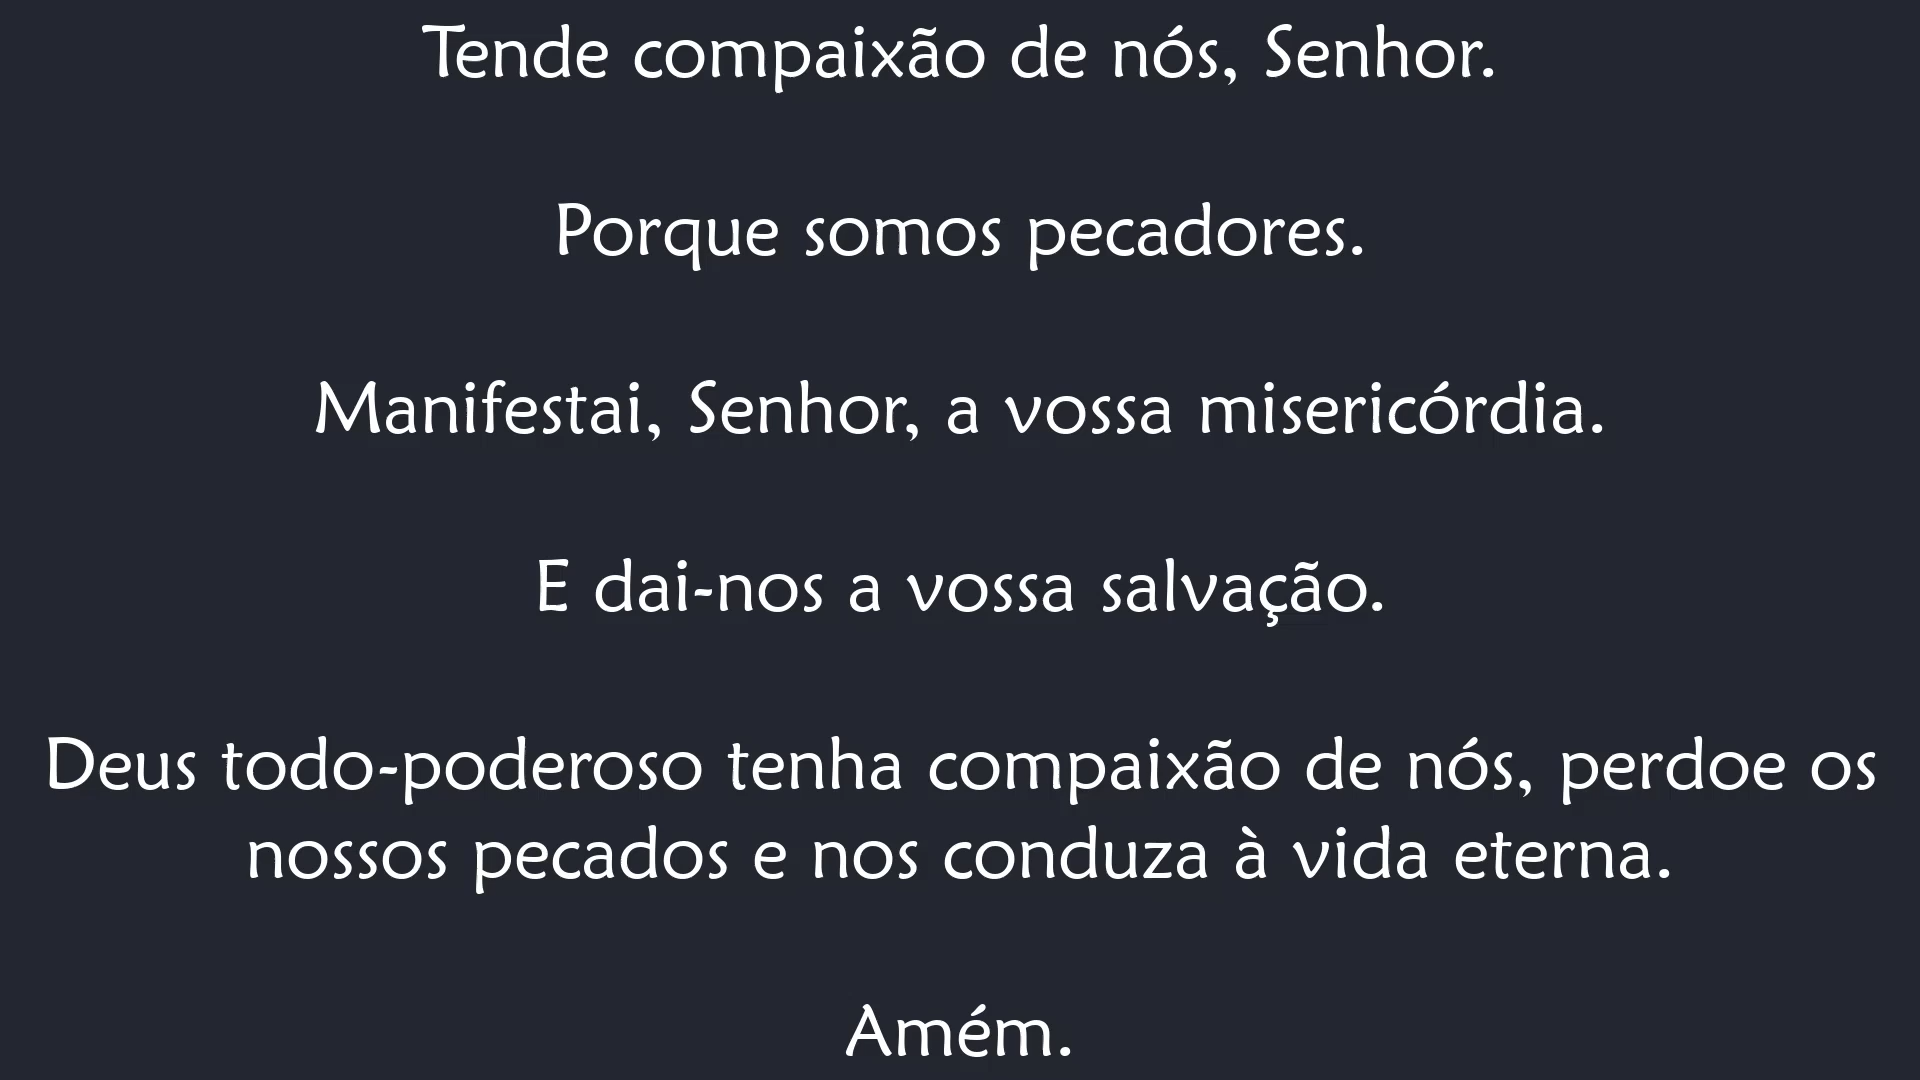 Tende compaixão de nós, Senhor.
Porque somos pecadores.
Manifestai, Senhor, a vossa misericórdia.
E dai-nos a vossa salvação.
Deus todo-poderoso tenha compaixão de nós, perdoe os
nossos pecados e nos conduza à vida eterna.
Amém.